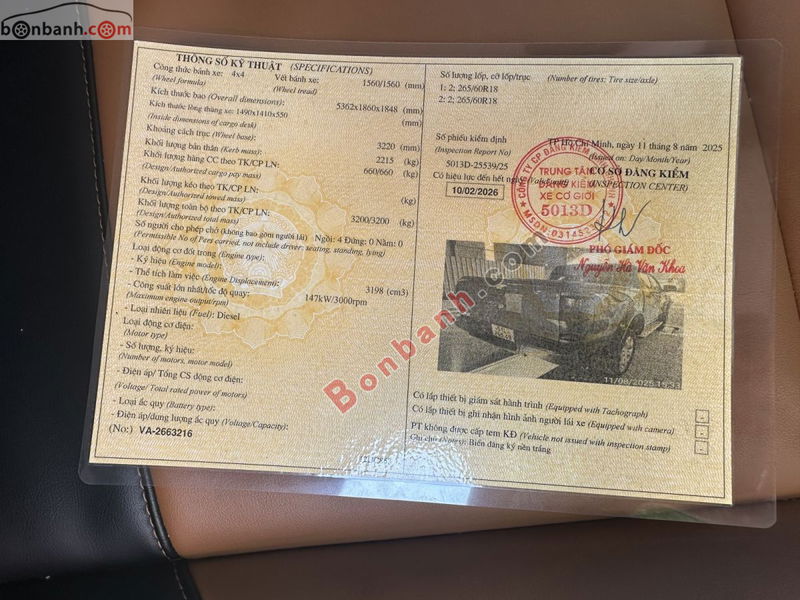 bonbanh.com
THÔNG SỐ KỸ THUẬT (SPECIFICATIONS)
Công thức bánh xe: 4x4 Vết bánh xe: 1560/1560 (mm)
(Wheel formula) (Wheel tread)
Kích thước bao (Overall dimensions): 5362x1860x1848 (mm)
Kích thước lòng thùng xe: 1490x1410x550 (mm)
(Inside dimensions of cargo desk)
Khoảng cách trục (Wheel base): 3220 (mm)
Khối lượng bản thân (Kerb mass): 2215 (kg)
Khối lượng hàng CC theo TK/CP LN: 660/660 (kg)
(Design/Authorized cargo pay mass)
Khối lượng kéo theo TK/CP LN:
(Design/Authorized towed mass)
Khối lượng toàn bộ theo TK/CP LN: 3200/3200 (kg)
(Design/Authorized total mass)
Số người cho phép chở (không bao gồm người lái) Ngồi: 4 Đứng: 0 Nằm: 0
(Permissible No of Pers carried, not include driver: seating, standing, lying)
Loại động cơ đốt trong (Engine type):
- Ký hiệu (Engine model):
- Thể tích làm việc (Engine Displacement): 3198 (cm3)
- Công suất lớn nhất/tốc độ quay: 147kW/3000rpm
(Maximum engine output/rpm)
- Loại nhiên liệu (Fuel): Diesel
Loại động cơ điện:
(Motor type)
- Số lượng, ký hiệu:
(Number of motors, motor model)
- Điện áp/ Tổng CS động cơ điện:
(Voltage/ Total rated power of motors)
- Loại ắc quy (Battery type):
- Điện áp/dung lượng ắc quy (Voltage/Capacity):
(No:) VA-2663216
Số lượng lốp, cỡ lốp/trục (Number of tires; Tire size/axle)
1: 2; 265/60R18
2: 2; 265/60R18
Số phiếu kiểm định
(Inspection Report No)
5013D-25539/25
TP Hồ Chí Minh, ngày 11 tháng 8 năm 2025
(Issued on: Day/Month/Year)
Có hiệu lực đến hết ngày
10/02/2026
CƠ SỞ ĐĂNG KIỂM
(INSPECTION CENTER)
TRUNG TÂM
ĐĂNG KIỂM
XE CƠ GIỚI
5013D
PHÓ GIÁM ĐỐC
Nguyễn Hà Văn Khoa
11/08/2025 15:33
Có lắp thiết bị giám sát hành trình (Equipped with Tachograph)
Có lắp thiết bị ghi nhận hình ảnh người lái xe (Equipped with camera)
PT không được cấp tem KĐ (Vehicle not issued with inspection stamp)
Ghi chú (Notes): Biển đăng ký nền trắng
Bonbanh.com